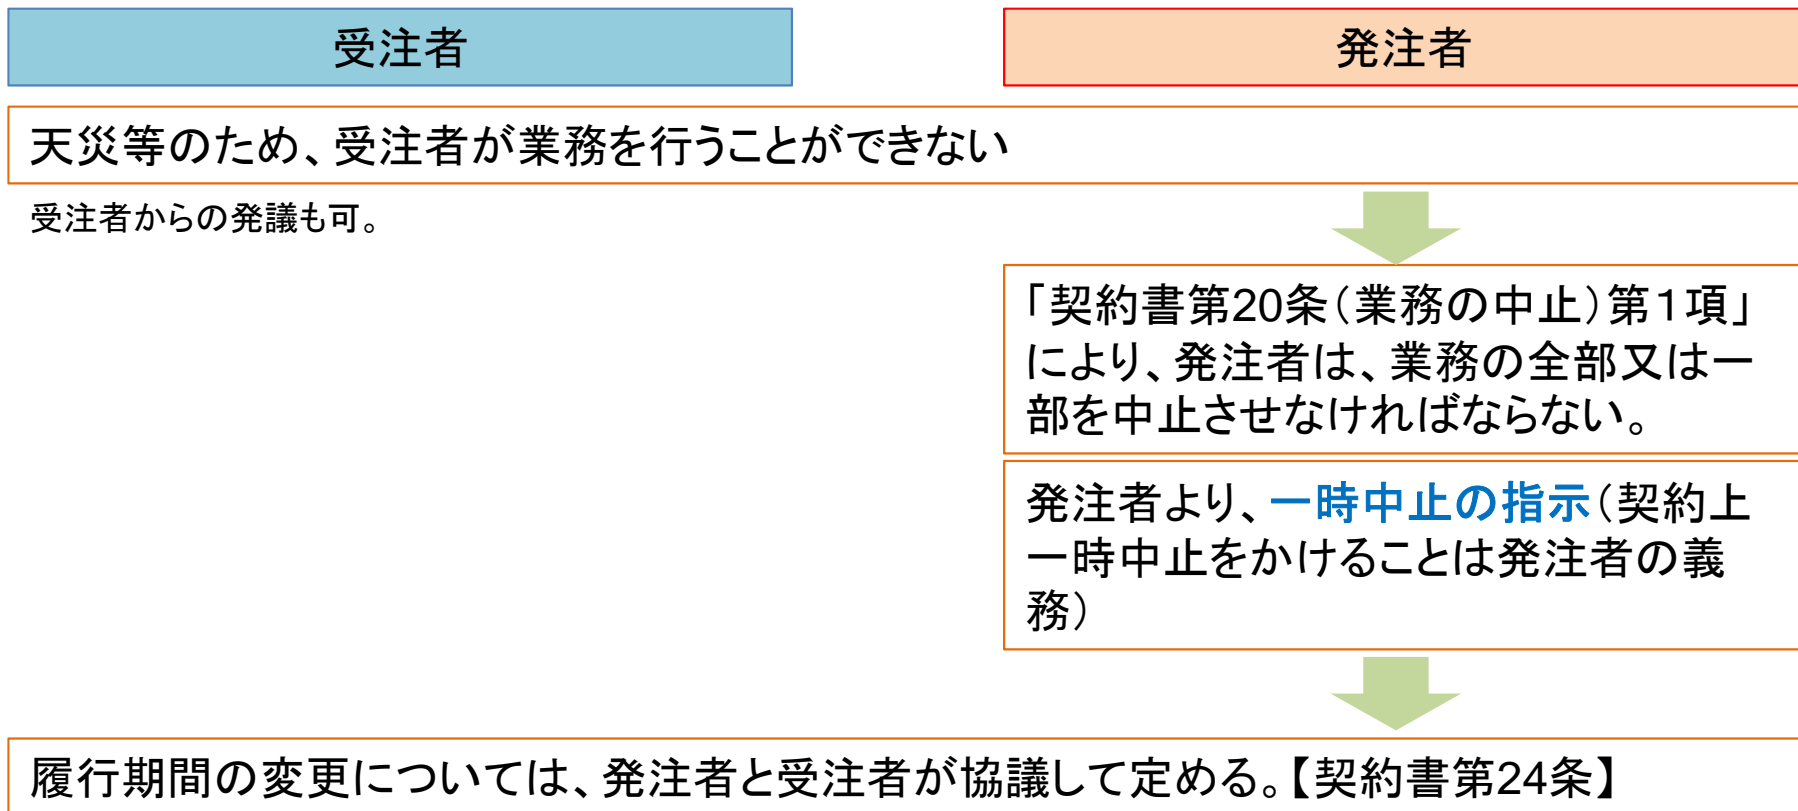 受注者
発注者
天災等のため、受注者が業務を行うことができない
受注者からの発議も可。
「契約書第20条（業務の中止）第１項」
により、発注者は、業務の全部又は一
部を中止させなければならない。
発注者より、一時中止の指示（契約上
一時中止をかけることは発注者の義
務）
履行期間の変更については、発注者と受注者が協議して定める。【契約書第24条】